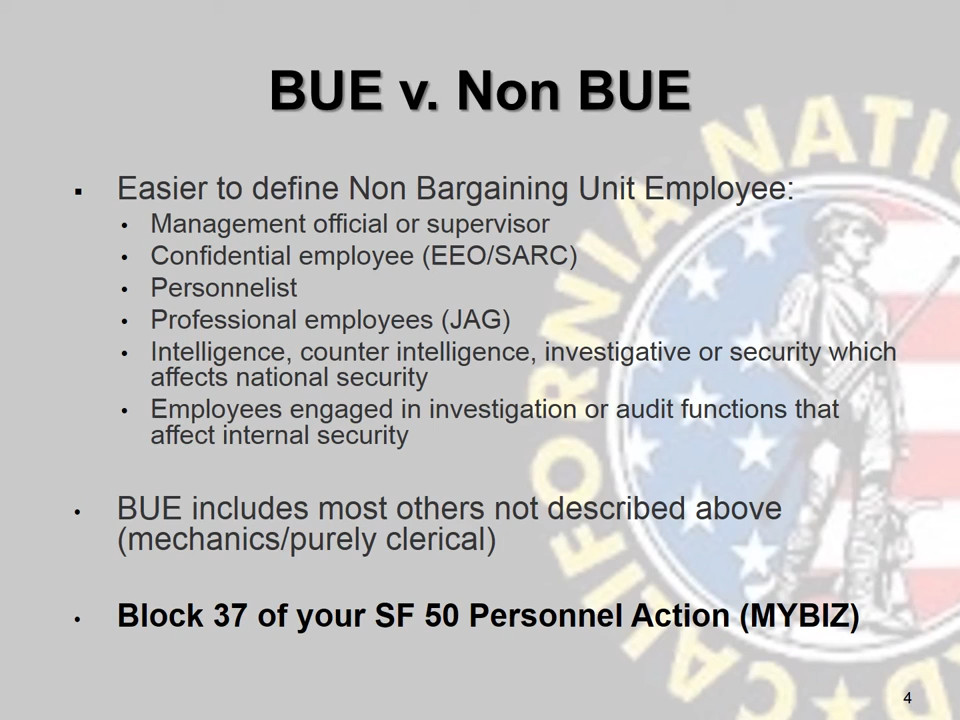 BUE v. Non BUE
▪ Easier to define Non Bargaining Unit Employee:
• Management official or supervisor
• Confidential employee (EEO/SARC)
• Personnelist
• Professional employees (JAG)
• Intelligence, counter intelligence, investigative or security which
affects national security
• Employees engaged in investigation or audit functions that
affect internal security
• BUE includes most others not described above
(mechanics/purely clerical)
• Block 37 of your SF 50 Personnel Action (MYBIZ)
CALIFORNIA NATIO
4